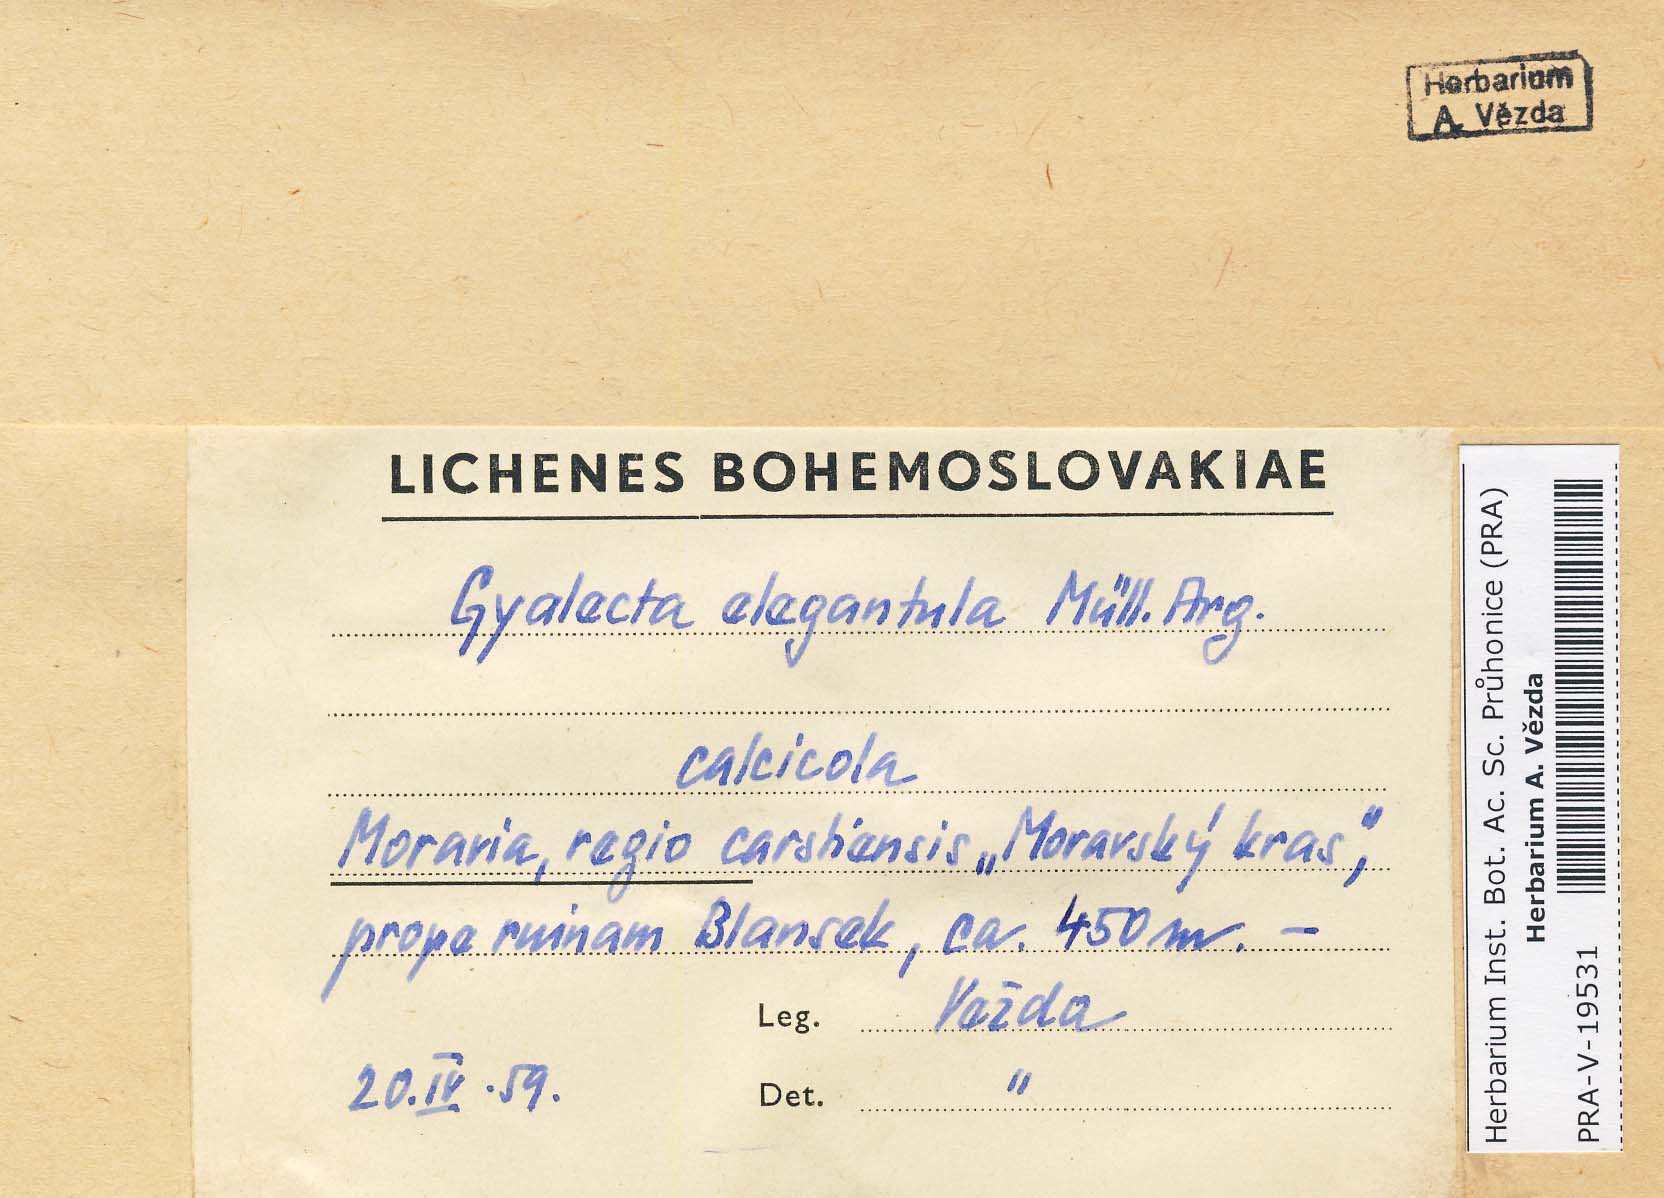 Herbarium
A. Vězda
LICHENES BOHEMOSLOVAKIAE
Gyalecta elegantula Müll. Arg.
calcicola
Moravia, regio carstiensis „Moravský kras",
prope ruinam Blansek, ca. 450 m. –
Leg. Vězda
20.IV.59.
Det. "
Herbarium Inst. Bot. Ac. Sc. Průhonice (PRA)
Herbarium A. Vězda
PRA-V-19531